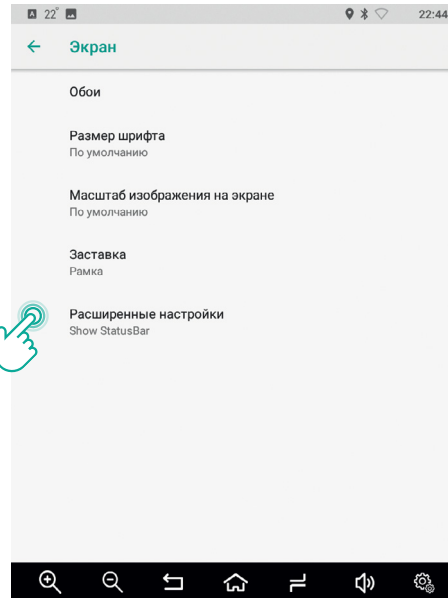 A 22° 22:44
Экран
Обои
Размер шрифта
По умолчанию
Масштаб изображения на экране
По умолчанию
Заставка
Рамка
Расширенные настройки
Show StatusBar